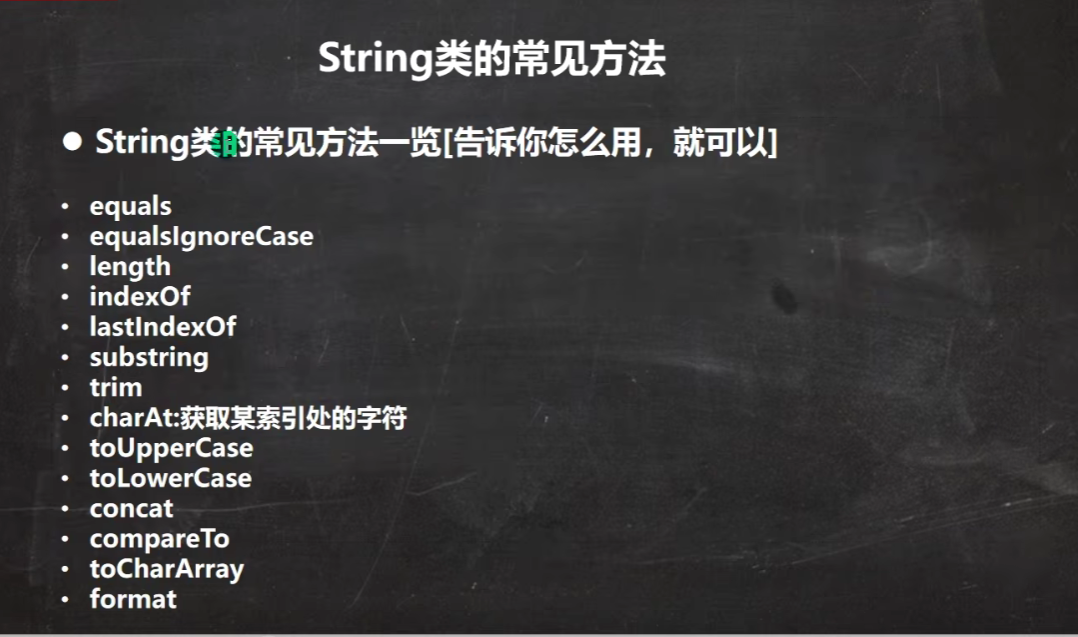 String类的常见方法
● String类的常见方法一览[告诉你怎么用，就可以]
• equals
• equalsIgnoreCase
• length
• indexOf
• lastIndexOf
• substring
• trim
• charAt:获取某索引处的字符
• toUpperCase
• toLowerCase
• concat
• compareTo
• toCharArray
• format